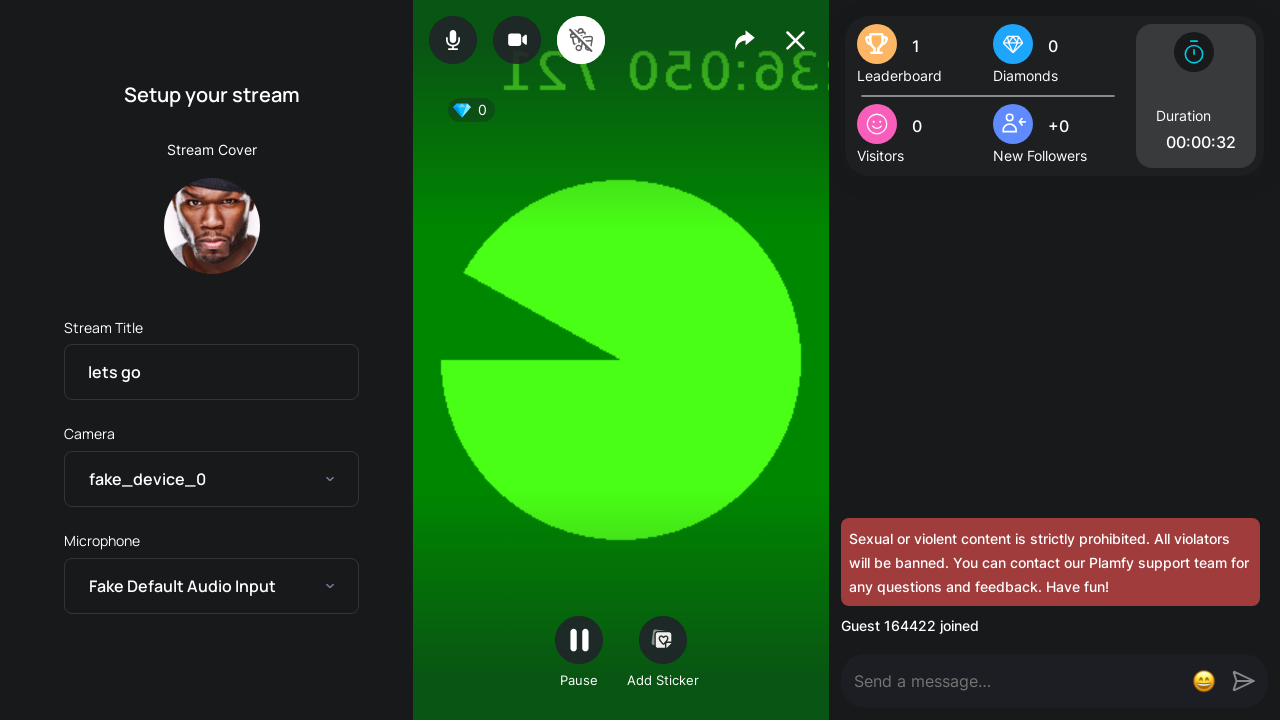 Setup your stream
Stream Cover
Stream Title
lets go
Camera
fake_device_0
Microphone
Fake Default Audio Input
:36:050 721
0
Pause
Add Sticker
1
Leaderboard
0
Diamonds
0
Visitors
+0
New Followers
Duration
00:00:32
Sexual or violent content is strictly prohibited. All violators
will be banned. You can contact our Plamfy support team for
any questions and feedback. Have fun!
Guest 164422 joined
Send a message...